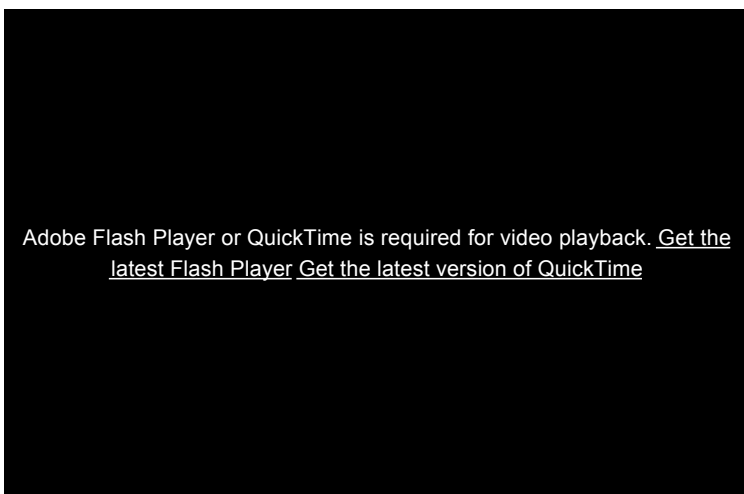 Adobe Flash Player or QuickTime is required for video playback. Get the
latest Flash Player Get the latest version of QuickTime